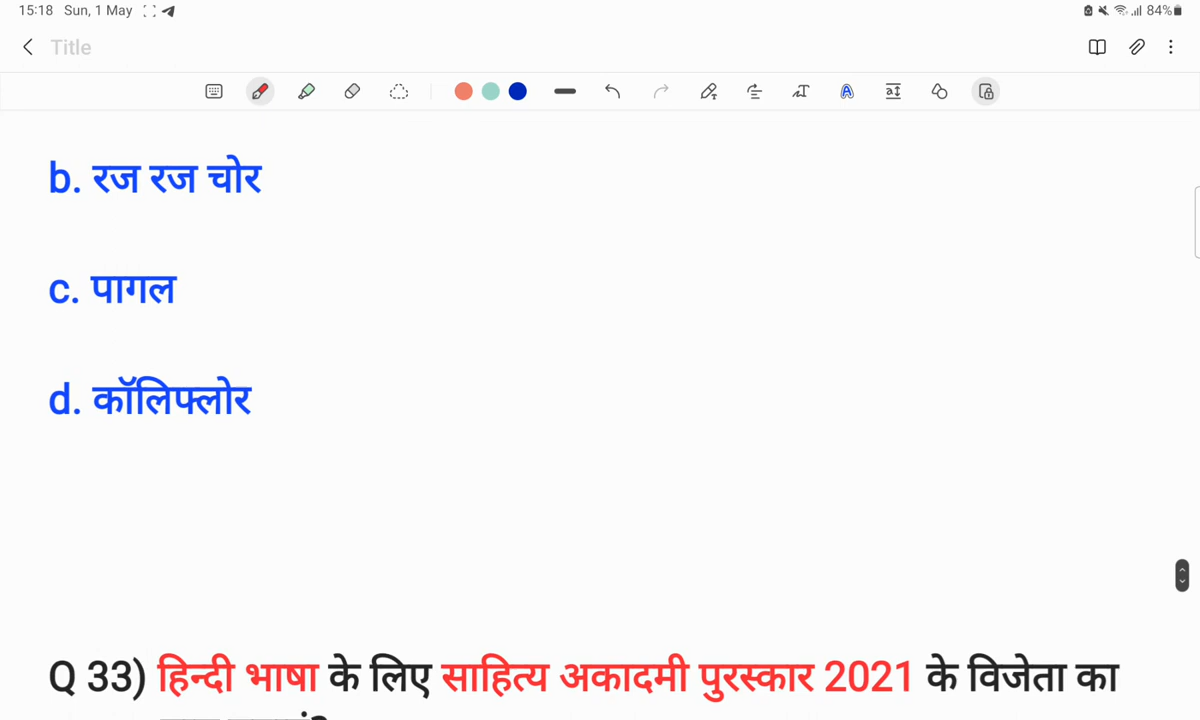 15:18 Sun, 1 May 84%
Title
b. रज रज चोर
c. पागल
d. कॉलिफ्लोर
Q 33) हिन्दी भाषा के लिए साहित्य अकादमी पुरस्कार 2021 के विजेता का